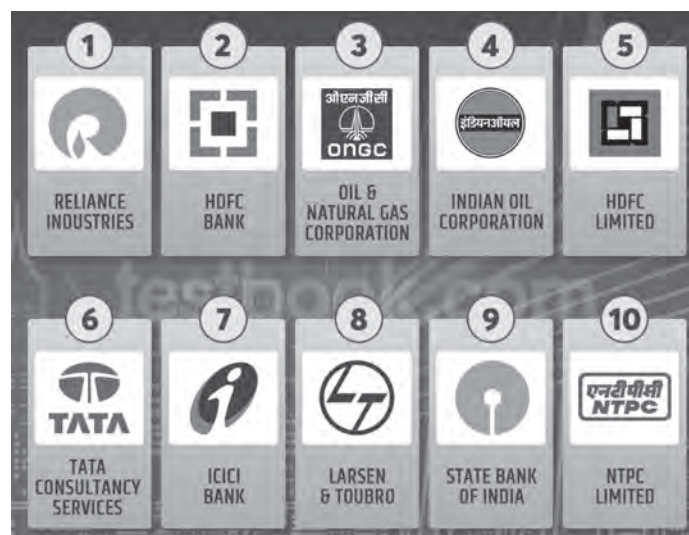 1
2
3
4
5
RELIANCE
INDUSTRIES
HDFC
BANK
ओएनजीसी
ONGC
OIL &
NATURAL GAS
CORPORATION
इंडियनऑयल
INDIAN OIL
CORPORATION
HDFC
LIMITED
testbook.com
6
7
8
9
10
TATA
TATA
CONSULTANCY
SERVICES
ICICI
BANK
LARSEN
& TOUBRO
STATE BANK
OF INDIA
एनटीपीसी
NTPC
NTPC
LIMITED